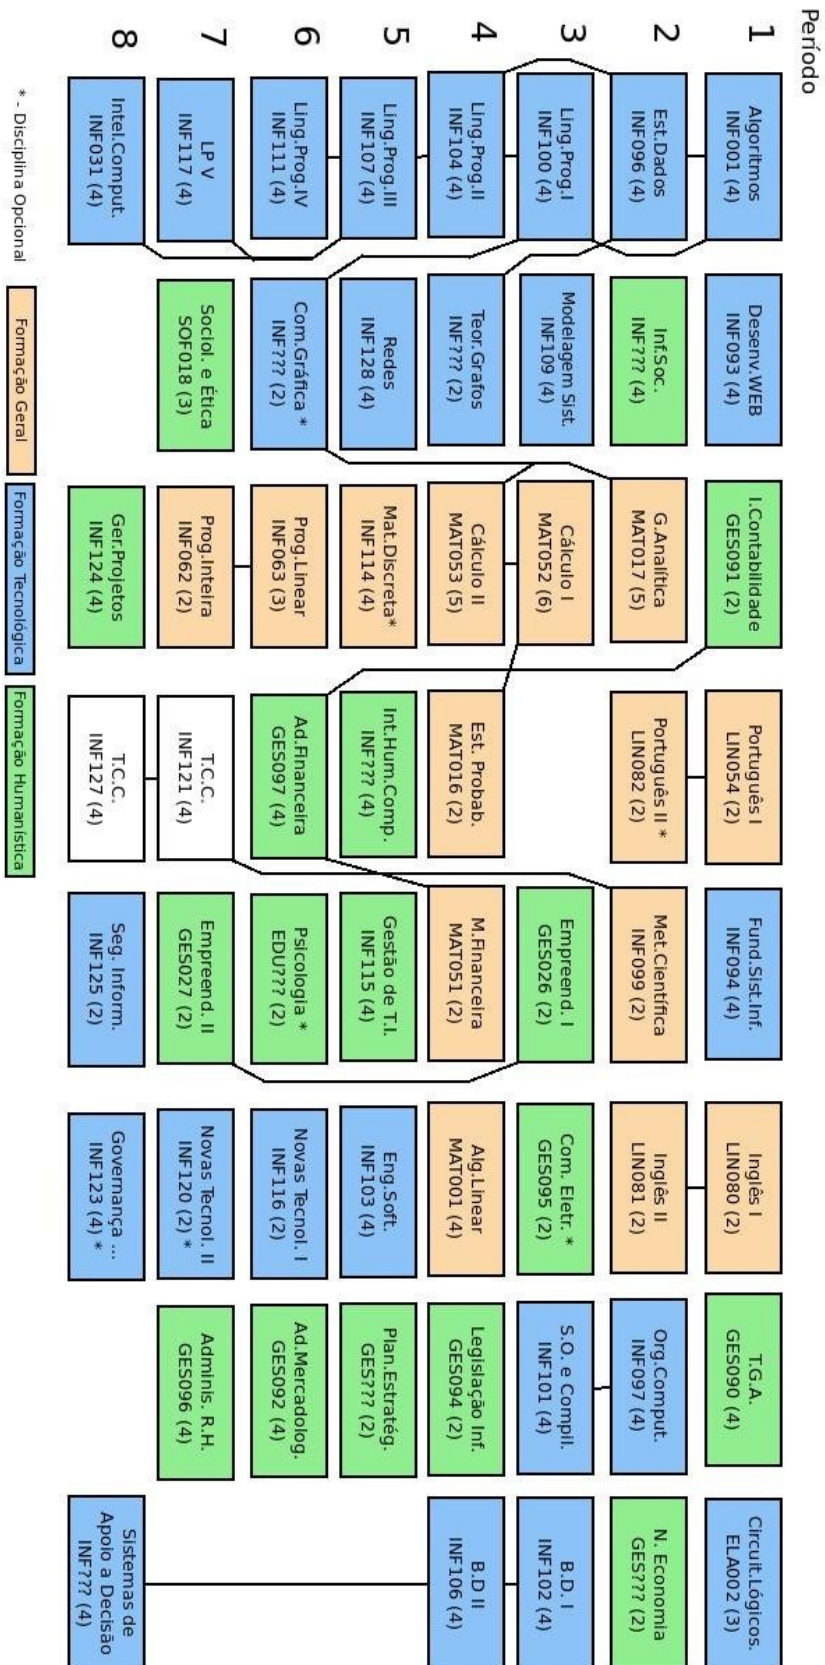 Período
1
Algoritmos
INF001 (4)
Desenv.WEB
INF093 (4)
I.Contabilidade
GES091 (2)
Português I
LIN054 (2)
Fund.Sist.Inf.
INF094 (4)
Inglês I
LIN080 (2)
T.G.A.
GES090 (4)
Circuit.Lógicos.
ELA002 (3)
2
Est.Dados
INF096 (4)
Inf.Soc.
INF??? (4)
G.Analítica
MAT017 (5)
Português II *
LIN082 (2)
Met.Científica
INF099 (2)
Inglês II
LIN081 (2)
Org.Comput.
INF097 (4)
N. Economia
GES??? (2)
3
Ling.Prog.I
INF100 (4)
Modelagem Sist.
INF109 (4)
Cálculo I
MAT052 (6)
Empreend. I
GES026 (2)
Com. Eletr. *
GES095 (2)
S.O. e Compil.
INF101 (4)
B.D. I
INF102 (4)
4
Ling.Prog.II
INF104 (4)
Teor.Grafos
INF??? (2)
Cálculo II
MAT053 (5)
Est. Probab.
MAT016 (2)
M.Financeira
MAT051 (2)
Alg.Linear
MAT001 (4)
Legislação Inf.
GES094 (2)
B.D II
INF106 (4)
5
Ling.Prog.III
INF107 (4)
Redes
INF128 (4)
Mat.Discreta*
INF114 (4)
Int.Hum.Comp.
INF??? (4)
Gestão de T.I.
INF115 (4)
Eng.Soft.
INF103 (4)
Plan.Estratég.
GES??? (2)
6
Ling.Prog.IV
INF111 (4)
Com.Gráfica *
INF??? (2)
Prog.Linear
INF063 (3)
Ad.Financeira
GES097 (4)
Psicologia *
EDU??? (2)
Novas Tecnol. I
INF116 (2)
Ad.Mercadolog.
GES092 (4)
7
LP V
INF117 (4)
Sociol. e Ética
SOF018 (3)
Prog.Inteira
INF062 (2)
T.C.C.
INF121 (4)
Empreend. II
GES027 (2)
Novas Tecnol. II
INF120 (2) *
Adminis. R.H.
GES096 (4)
8
Intel.Comput.
INF031 (4)
Ger.Projetos
INF124 (4)
T.C.C.
INF127 (4)
Seg. Inform.
INF125 (2)
Governança ...
INF123 (4) *
Sistemas de
Apoio a Decisão
INF??? (4)
* - Disciplina Opcional
Formação Geral
Formação Tecnológica
Formação Humanística